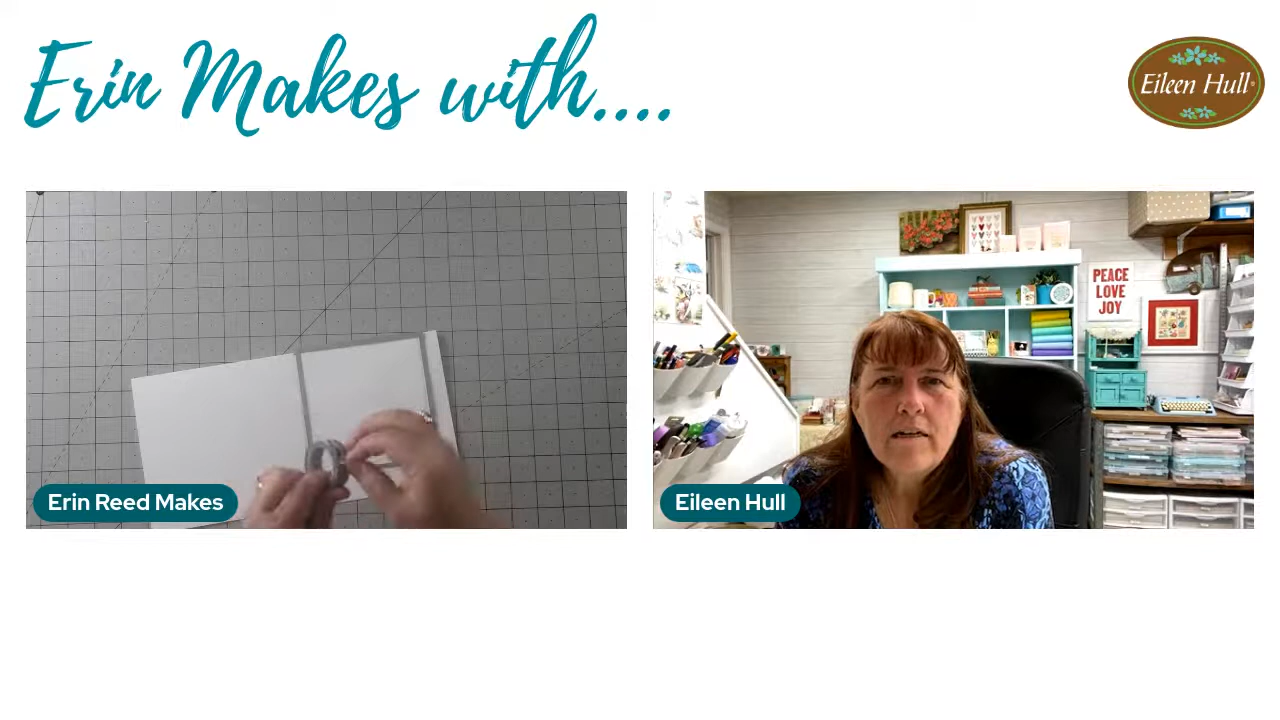 Erin Makes with....
Eileen Hull
PEACE
LOVE
JOY
Erin Reed Makes
Eileen Hull